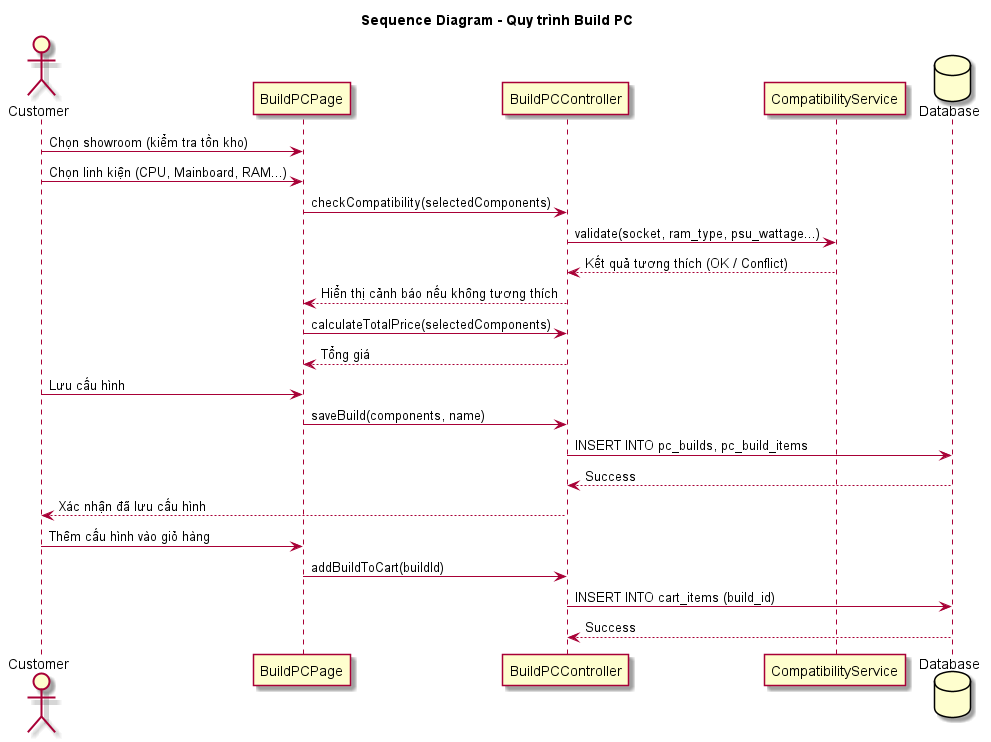 Sequence Diagram - Quy trình Build PC
Customer
BuildPCPage
BuildPCController
CompatibilityService
Database
Chọn showroom (kiểm tra tồn kho)
Chọn linh kiện (CPU, Mainboard, RAM...)
checkCompatibility(selectedComponents)
validate(socket, ram_type, psu_wattage...)
Kết quả tương thích (OK / Conflict)
Hiển thị cảnh báo nếu không tương thích
calculateTotalPrice(selectedComponents)
Tổng giá
Lưu cấu hình
saveBuild(components, name)
INSERT INTO pc_builds, pc_build_items
Success
Xác nhận đã lưu cấu hình
Thêm cấu hình vào giỏ hàng
addBuildToCart(buildId)
INSERT INTO cart_items (build_id)
Success
Customer
BuildPCPage
BuildPCController
CompatibilityService
Database